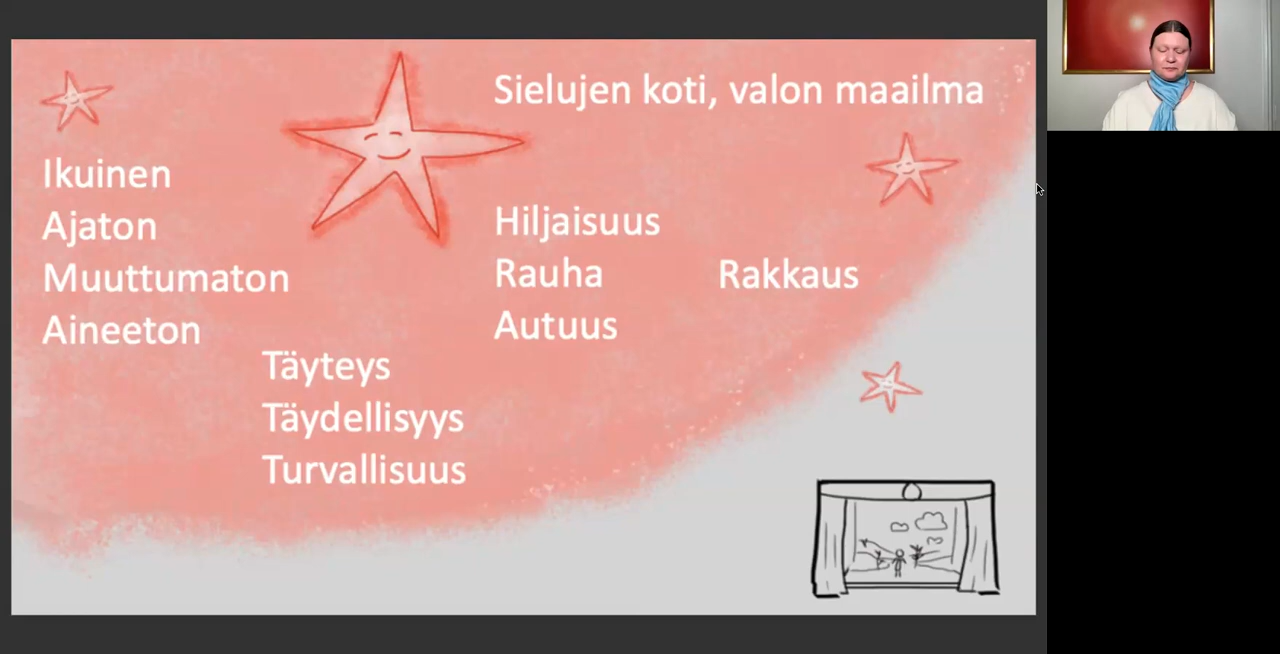 Sielujen koti, valon maailma
Ikuinen
Ajaton
Muuttumaton
Aineeton
Hiljaisuus
Rauha
Autuus
Rakkaus
Täyteys
Täydellisyys
Turvallisuus